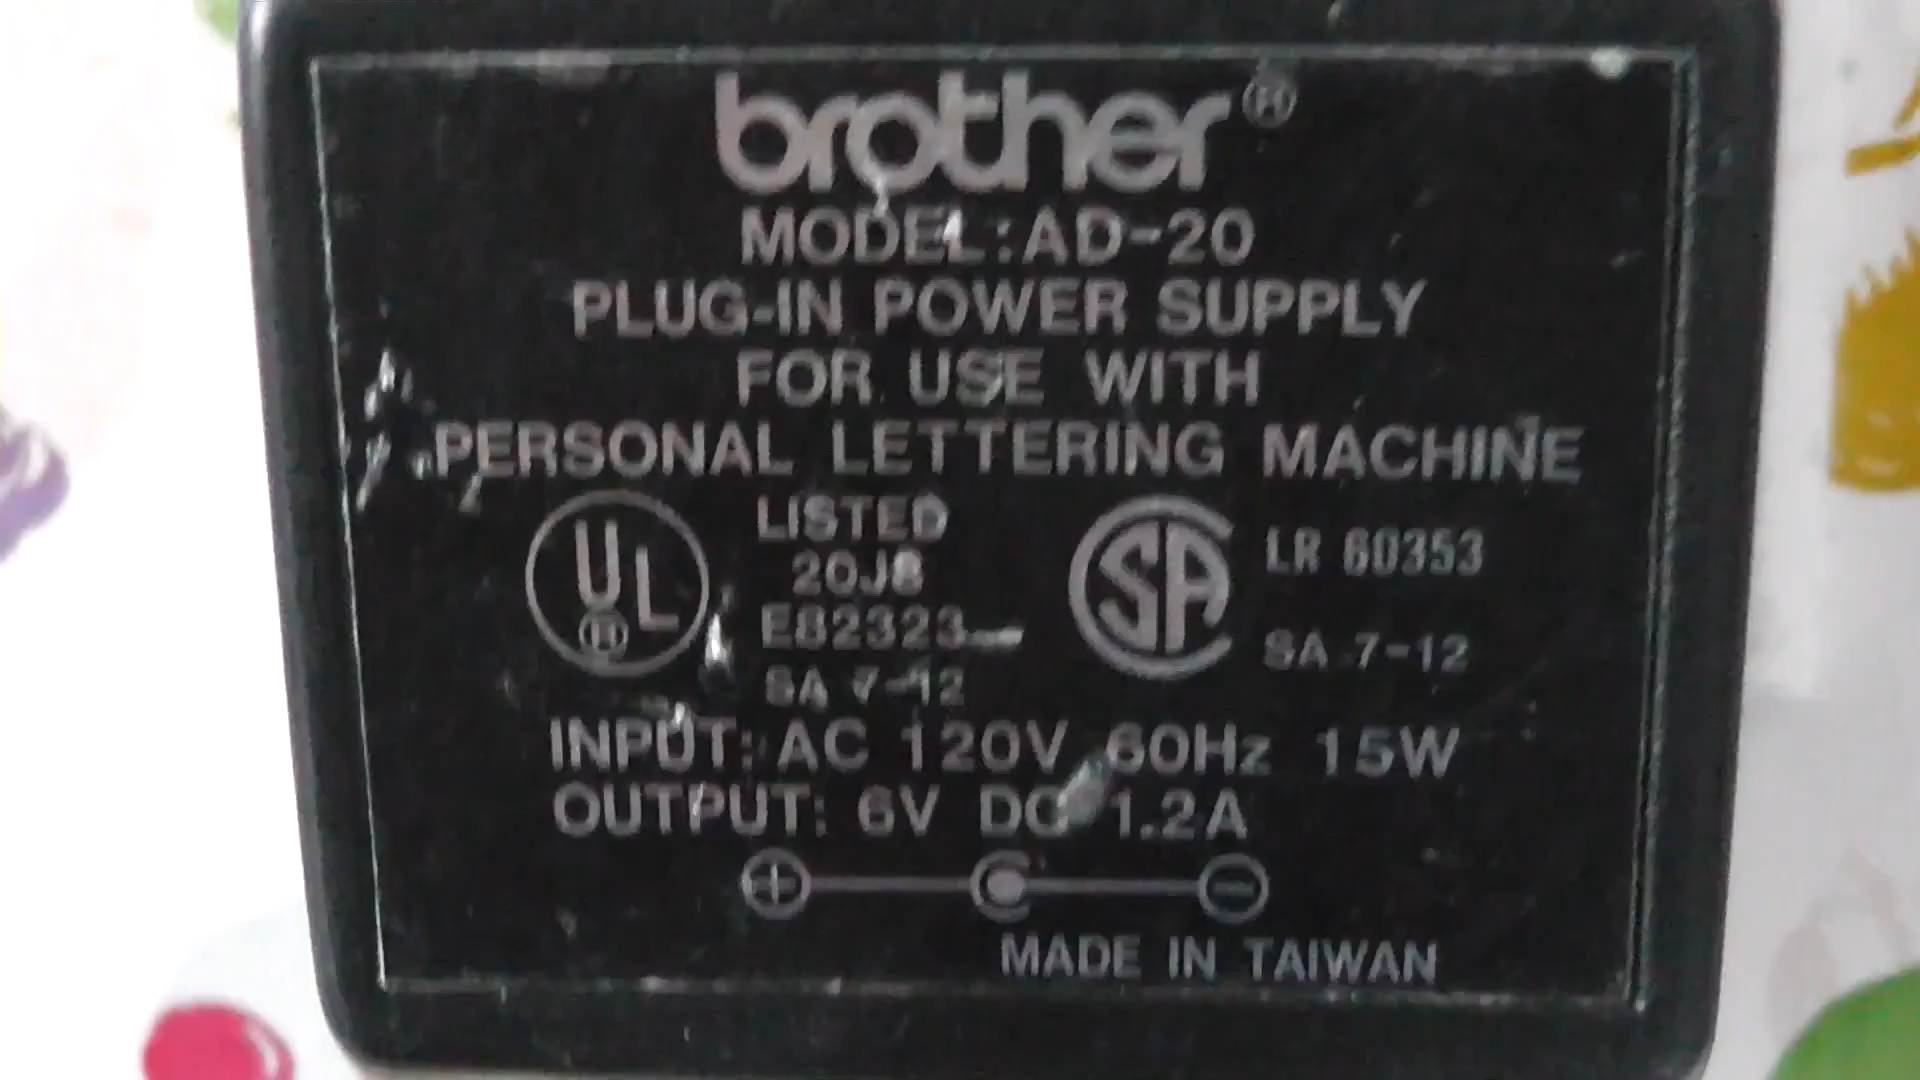 brother®
MODEL:AD-20
PLUG-IN POWER SUPPLY
FOR USE WITH
PERSONAL LETTERING MACHINE
UL®
LISTED
20J8
E82323
SA 7-12
SA
LR 60353
SA 7-12
INPUT: AC 120V 60Hz 15W
OUTPUT: 6V DC 1.2A
MADE IN TAIWAN